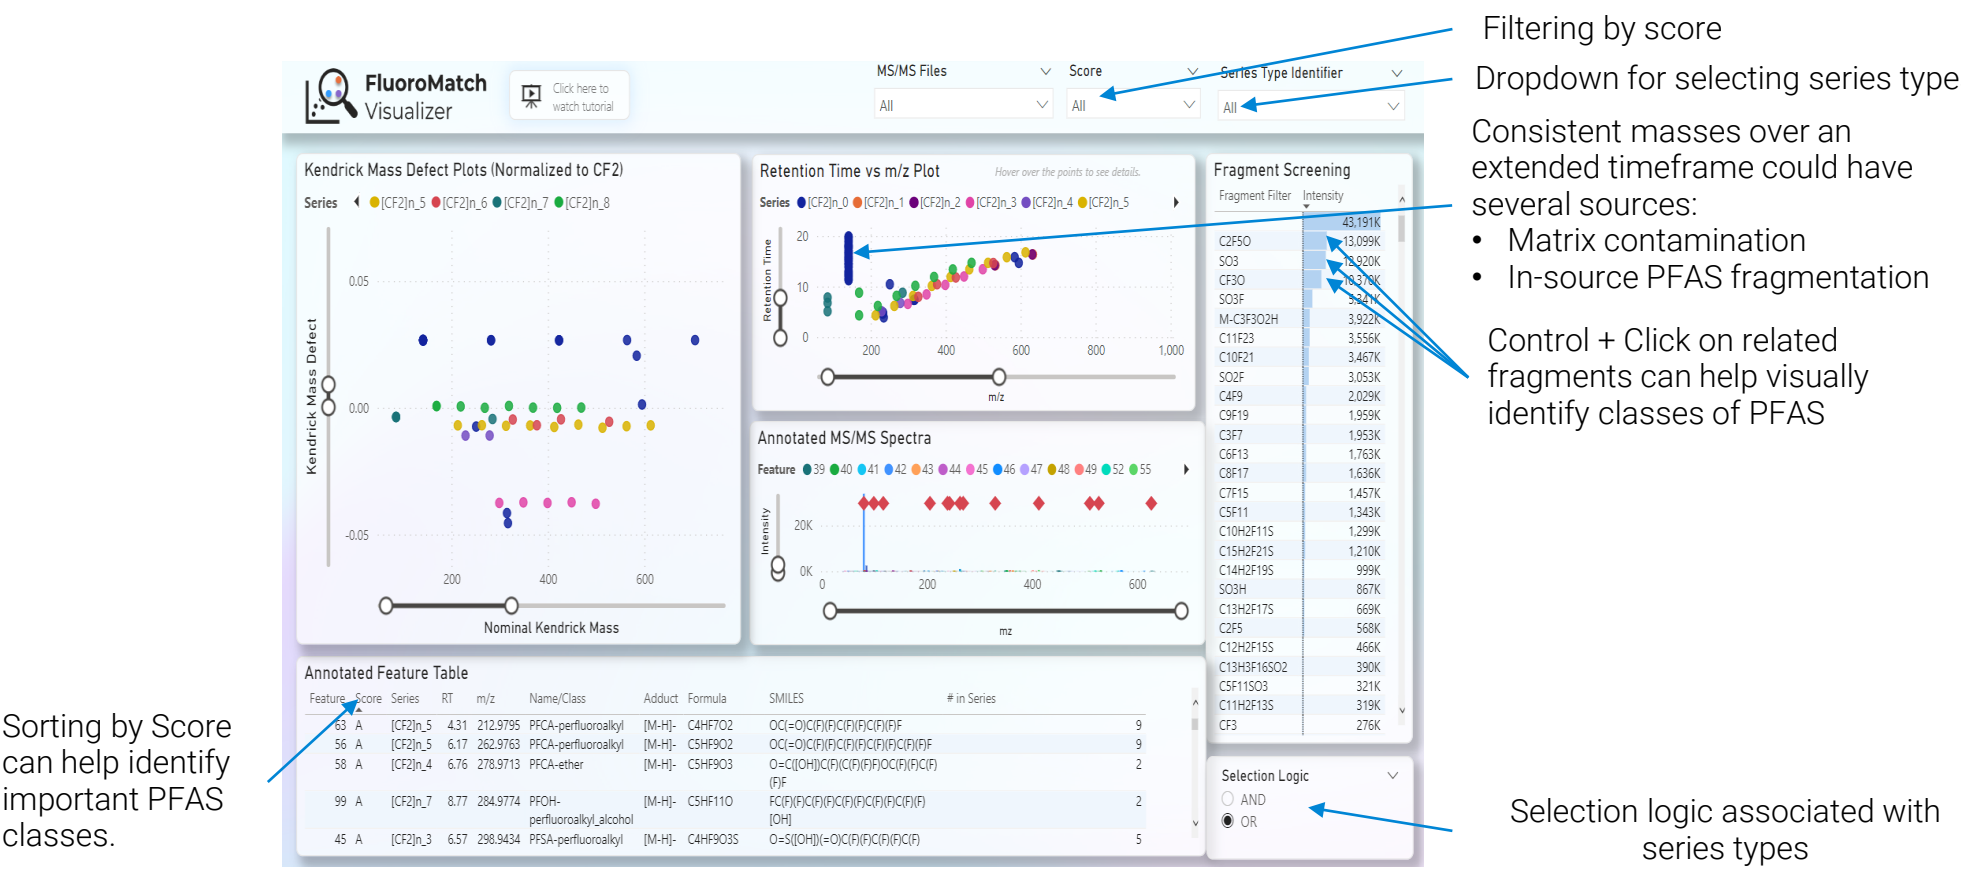 Filtering by score
Dropdown for selecting series type
Consistent masses over an
extended timeframe could have
several sources:
• Matrix contamination
• In-source PFAS fragmentation
Control + Click on related
fragments can help visually
identify classes of PFAS
Selection logic associated with
series types
Sorting by Score
can help identify
important PFAS
classes.
FluoroMatch
Visualizer
Click here to
watch tutorial
MS/MS Files
All
Score
All
Series Type Identifier
All
Kendrick Mass Defect Plots (Normalized to CF2)
Series [CF2]n_5 [CF2]n_6 [CF2]n_7 [CF2]n_8
Kendrick Mass Defect
0.05
0.00
-0.05
200 400 600
Nominal Kendrick Mass
Retention Time vs m/z Plot
Hover over the points to see details.
Series [CF2]n_0 [CF2]n_1 [CF2]n_2 [CF2]n_3 [CF2]n_4 [CF2]n_5
Retention Time
20
10
0
200 400 600 800 1,000
m/z
Annotated MS/MS Spectra
Feature 39 40 41 42 43 44 45 46 47 48 49 52 55
Intensity
20K
0K
0 200 400 600
mz
Fragment Screening
Fragment Filter Intensity
43,191K
C2F5O 13,099K
SO3 12,920K
CF3O 10,370K
SO3F 5,341K
M-C3F3O2H 3,922K
C11F23 3,556K
C10F21 3,467K
SO2F 3,053K
C4F9 2,029K
C9F19 1,959K
C3F7 1,953K
C6F13 1,763K
C8F17 1,636K
C7F15 1,457K
C5F11 1,343K
C10H2F11S 1,299K
C15H2F21S 1,210K
C14H2F19S 999K
SO3H 867K
C13H2F17S 669K
C2F5 568K
C12H2F15S 466K
C13H3F16SO2 390K
C5F11SO3 321K
C11H2F13S 319K
CF3 276K
Annotated Feature Table
Feature Score Series RT m/z Name/Class Adduct Formula SMILES # in Series
63 A [CF2]n_5 4.31 212.9795 PFCA-perfluoroalkyl [M-H]- C4HF7O2 OC(=O)C(F)(F)C(F)(F)C(F)(F)F 9
56 A [CF2]n_5 6.17 262.9763 PFCA-perfluoroalkyl [M-H]- C5HF9O2 OC(=O)C(F)(F)C(F)(F)C(F)(F)C(F)(F)F 9
58 A [CF2]n_4 6.76 278.9713 PFCA-ether [M-H]- C5HF9O3 O=C([OH])C(F)(C(F)(F)F)OC(F)(F)C(F) 2
(F)F
99 A [CF2]n_7 8.77 284.9774 PFOH- [M-H]- C5HF11O FC(F)(F)C(F)(F)C(F)(F)C(F)(F)C(F)(F) 2
perfluoroalkyl_alcohol [OH]
45 A [CF2]n_3 6.57 298.9434 PFSA-perfluoroalkyl [M-H]- C4HF9O3S O=S([OH])(=O)C(F)(F)C(F)(F)C(F) 5
Selection Logic
AND
OR